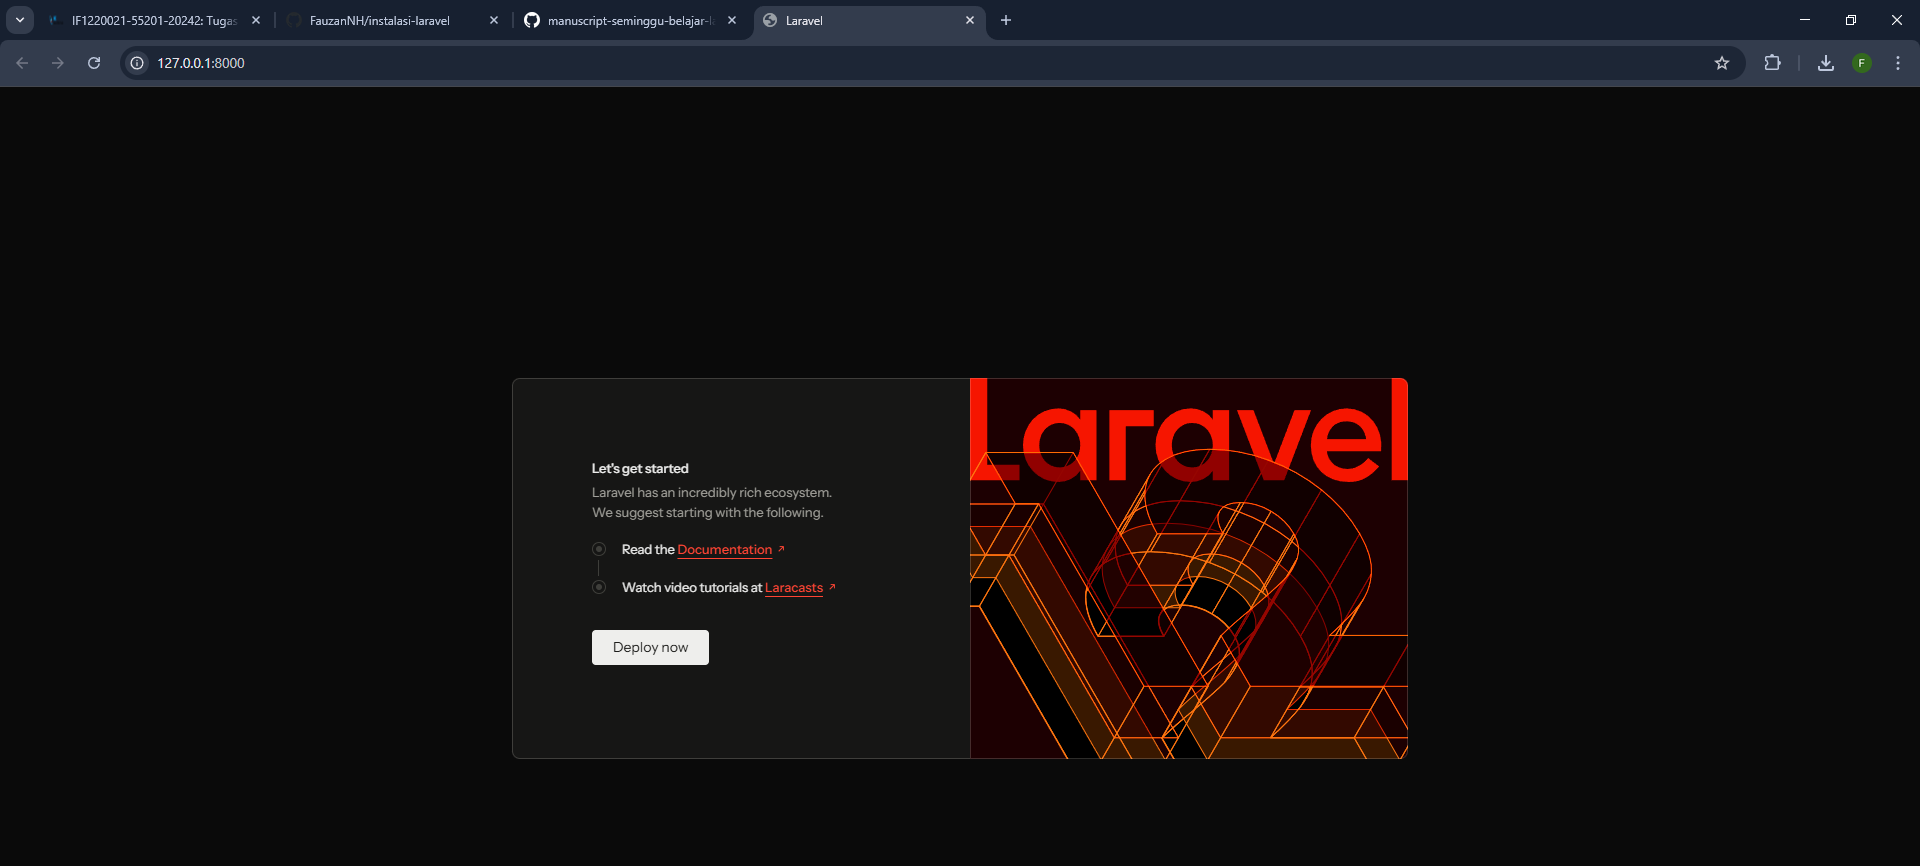 IF1220021-55201-20242: Tugas
FauzanNH/instalasi-laravel
manuscript-seminggu-belajar-l
Laravel
127.0.0.1:8000
F
Laravel
Let's get started
Laravel has an incredibly rich ecosystem.
We suggest starting with the following.
Read the Documentation
Watch video tutorials at Laracasts
Deploy now